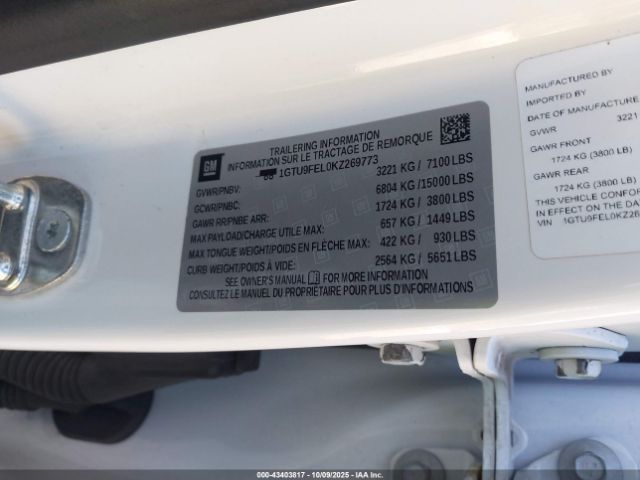 GM
TRAILERING INFORMATION
INFORMATION SUR LE TRACTAGE DE REMORQUE
1GTU9FEL0KZ269773
GVWR/PNBV: 3221 KG / 7100 LBS
GCWR/PNBC: 6804 KG/15000 LBS
GAWR RR/PNBE ARR: 1724 KG / 3800 LBS
MAX PAYLOAD/CHARGE UTILE MAX: 657 KG / 1449 LBS
MAX TONGUE WEIGHT/POIDS EN FLÈCHE MAX: 422 KG / 930 LBS
CURB WEIGHT/POIDS À VIDE: 2564 KG / 5651 LBS
SEE OWNER'S MANUAL FOR MORE INFORMATION
CONSULTEZ LE MANUEL DU PROPRIÉTAIRE POUR PLUS D'INFORMATIONS
MANUFACTURED BY
IMPORTED BY
DATE OF MANUFACTURE
GVWR 3221
GAWR FRONT
1724 KG (3800 LB)
GAWR REAR
1724 KG (3800 LB)
THIS VEHICLE CONFORMS
EFFECT IN ON THE DA
VIN 1GTU9FEL0KZ26
000-43403817 - 10/09/2025 - IAAI.com